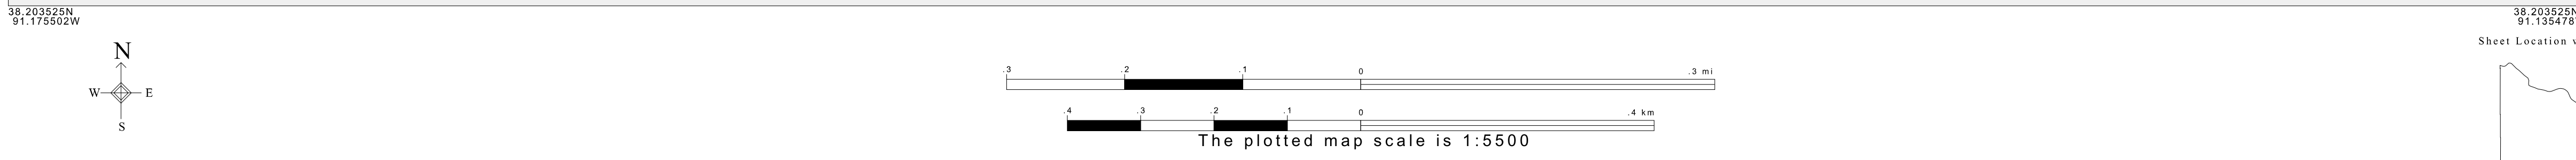 38.203525N
91.175502W
38.203525N
91.135478
Sheet Location
N
W E
S
.3 .2 .1 0 .3 mi
.4 .3 .2 .1 0 .4 km
The plotted map scale is 1:5500